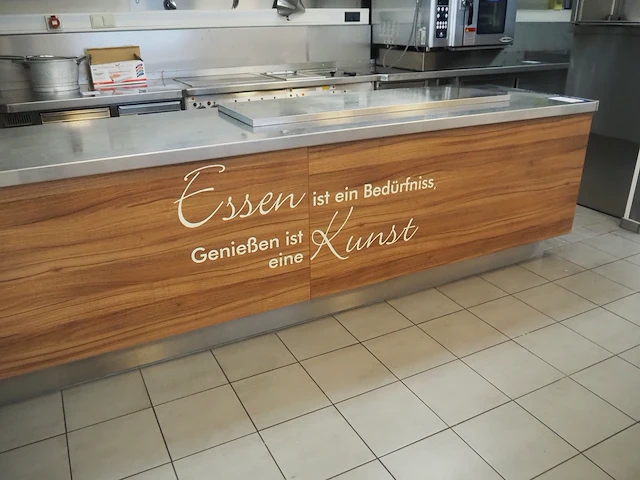 Essen ist ein Bedürfniss,
Genießen ist
eine Kunst